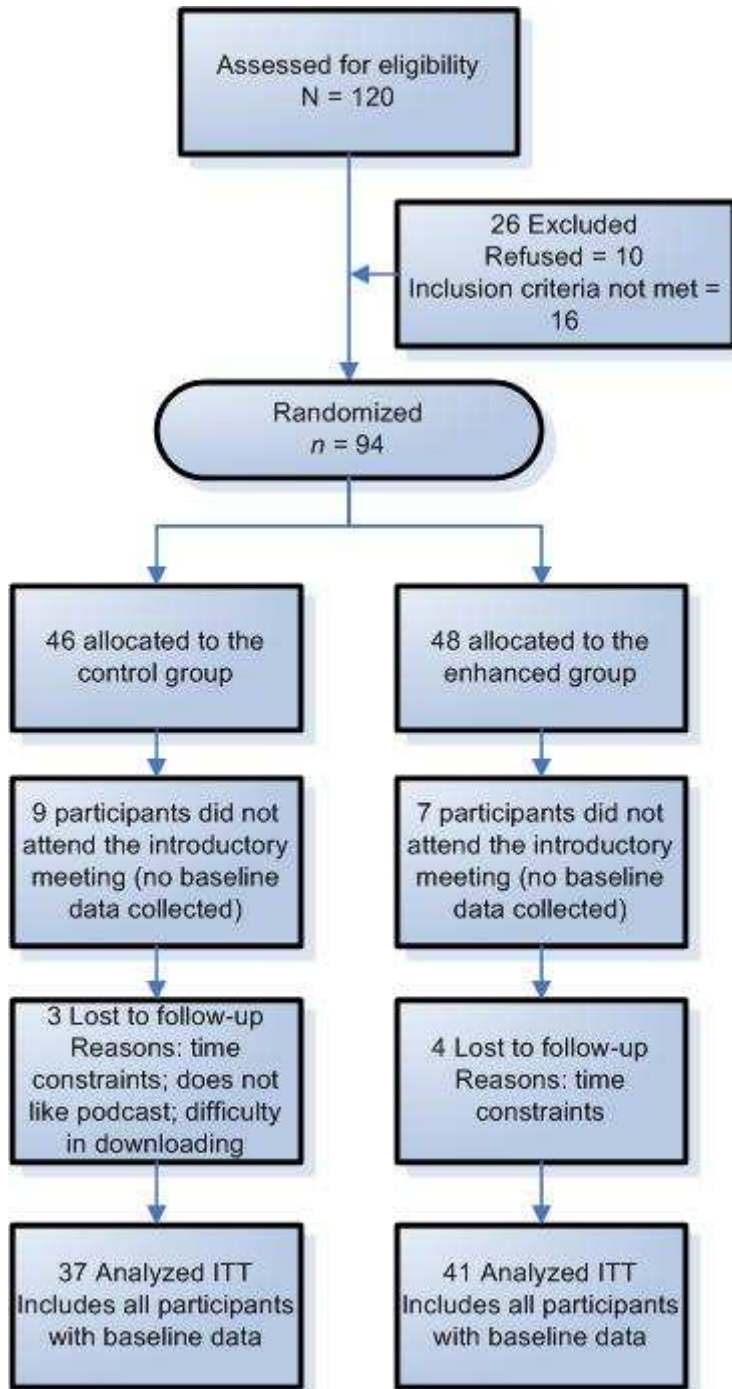 Assessed for eligibility
N = 120
26 Excluded
Refused = 10
Inclusion criteria not met =
16
Randomized
n = 94
46 allocated to the
control group
48 allocated to the
enhanced group
9 participants did not
attend the introductory
meeting (no baseline
data collected)
7 participants did not
attend the introductory
meeting (no baseline
data collected)
3 Lost to follow-up
Reasons: time
constraints; does not
like podcast; difficulty
in downloading
4 Lost to follow-up
Reasons: time
constraints
37 Analyzed ITT
Includes all participants
with baseline data
41 Analyzed ITT
Includes all participants
with baseline data